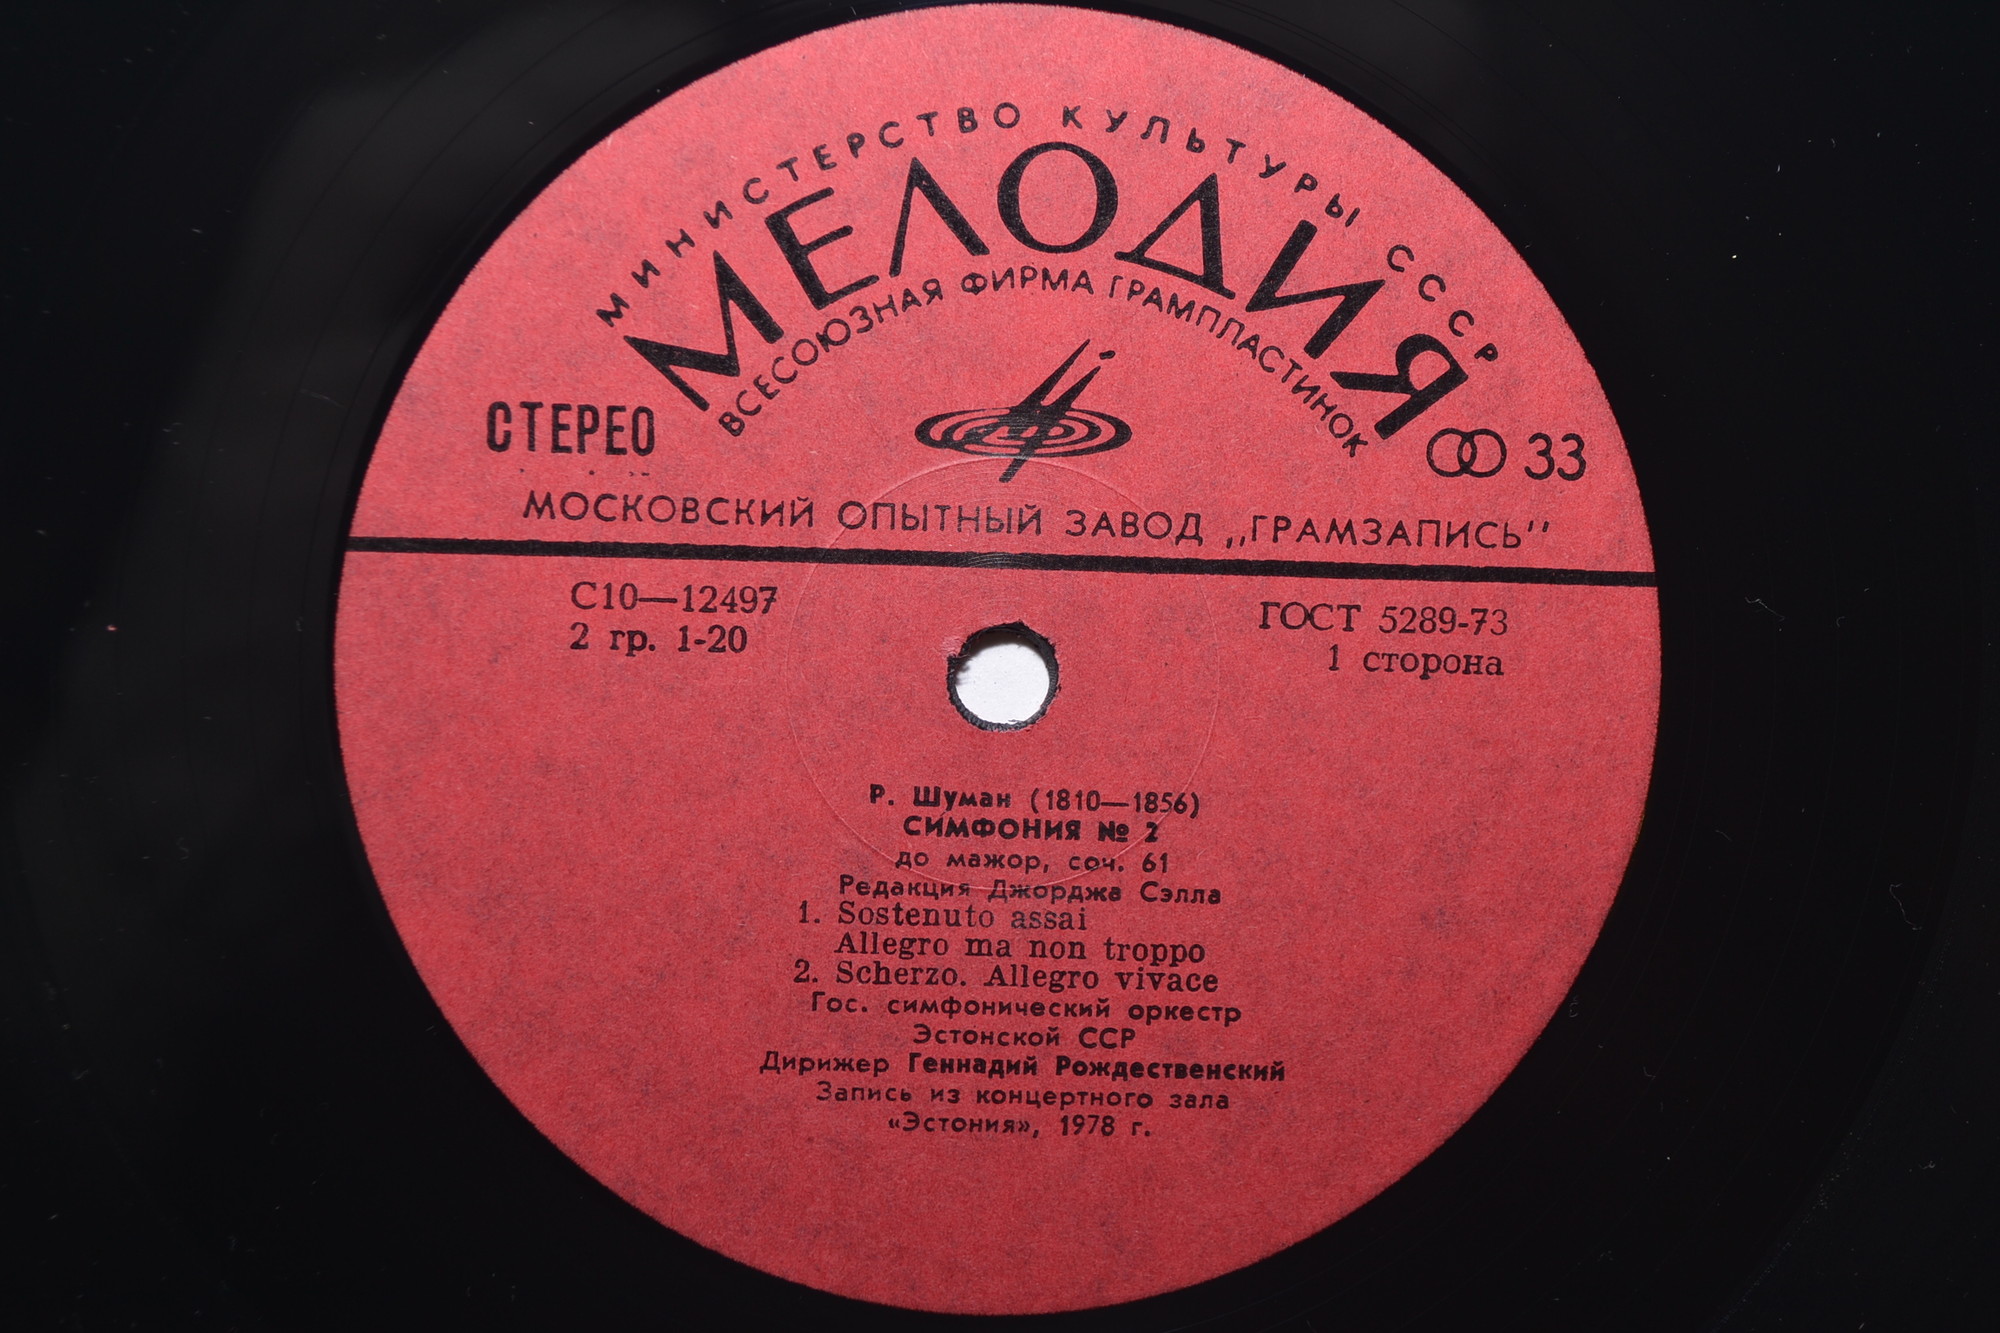 МИНИСТЕРСТВО КУЛЬТУРЫ СССР
МЕЛОДИЯ
ВСЕСОЮЗНАЯ ФИРМА ГРАМПЛАСТИНОК
СТЕРЕО
33
МОСКОВСКИЙ ОПЫТНЫЙ ЗАВОД „ГРАМЗАПИСЬ"
С10—12497
2 гр. 1-20
ГОСТ 5289-73
1 сторона
Р. Шуман (1810—1856)
СИМФОНИЯ № 2
до мажор, соч. 61
Редакция Джорджа Сэлла
1. Sostenuto assai
Allegro ma non troppo
2. Scherzo. Allegro vivace
Гос. симфонический оркестр
Эстонской ССР
Дирижер Геннадий Рождественский
Запись из концертного зала
«Эстония», 1978 г.